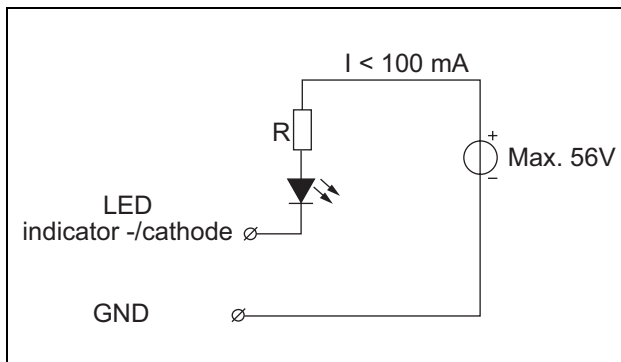 I < 100 mA
R
+
Max. 56V
−
LED
indicator -/cathode
GND